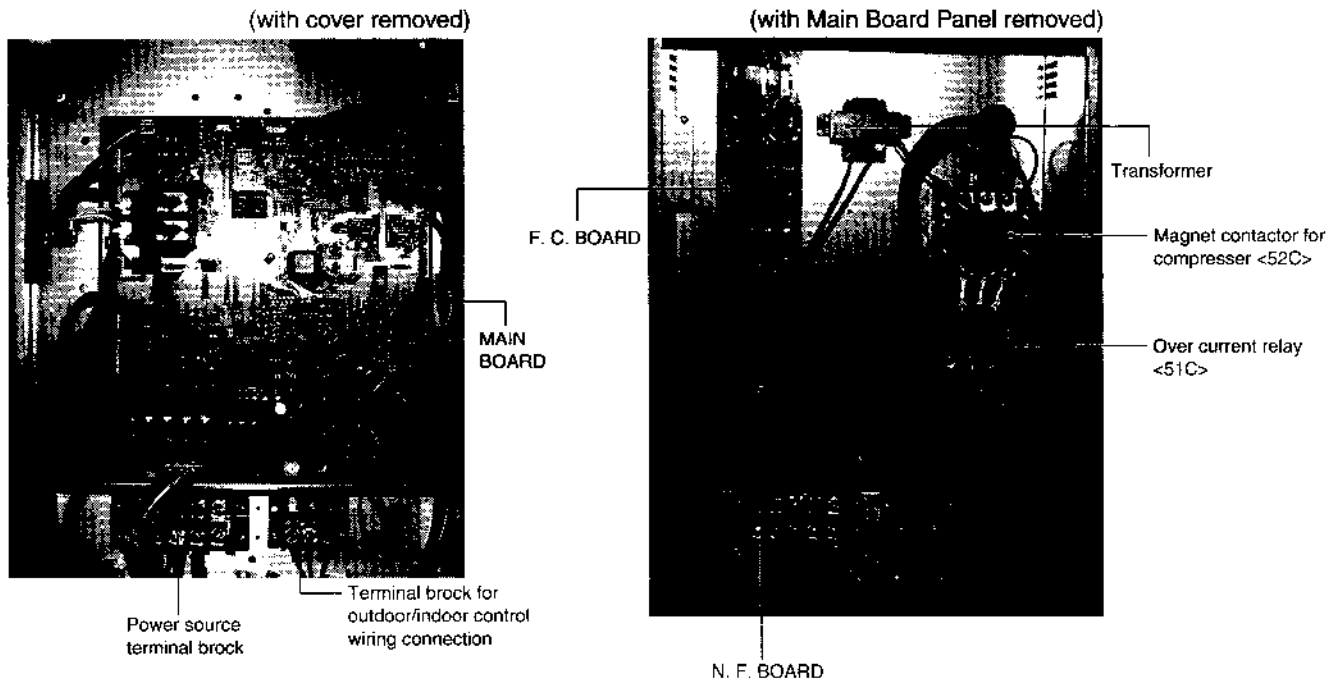 (with cover removed)
MAIN
BOARD
Power source
terminal brock
Terminal brock for
outdoor/indoor control
wiring connection
(with Main Board Panel removed)
F. C. BOARD
Transformer
Magnet contactor for
compresser <52C>
Over current relay
<51C>
N. F. BOARD